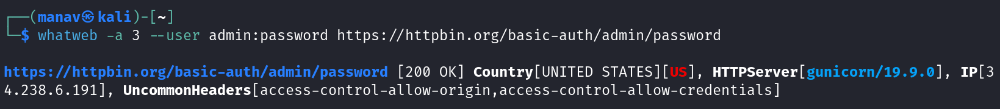 ┌──(manav㉿kali)-[~]
└─$ whatweb -a 3 --user admin:password https://httpbin.org/basic-auth/admin/password
https://httpbin.org/basic-auth/admin/password [200 OK] Country[UNITED STATES][US], HTTPServer[gunicorn/19.9.0], IP[3
4.238.6.191], UncommonHeaders[access-control-allow-origin,access-control-allow-credentials]